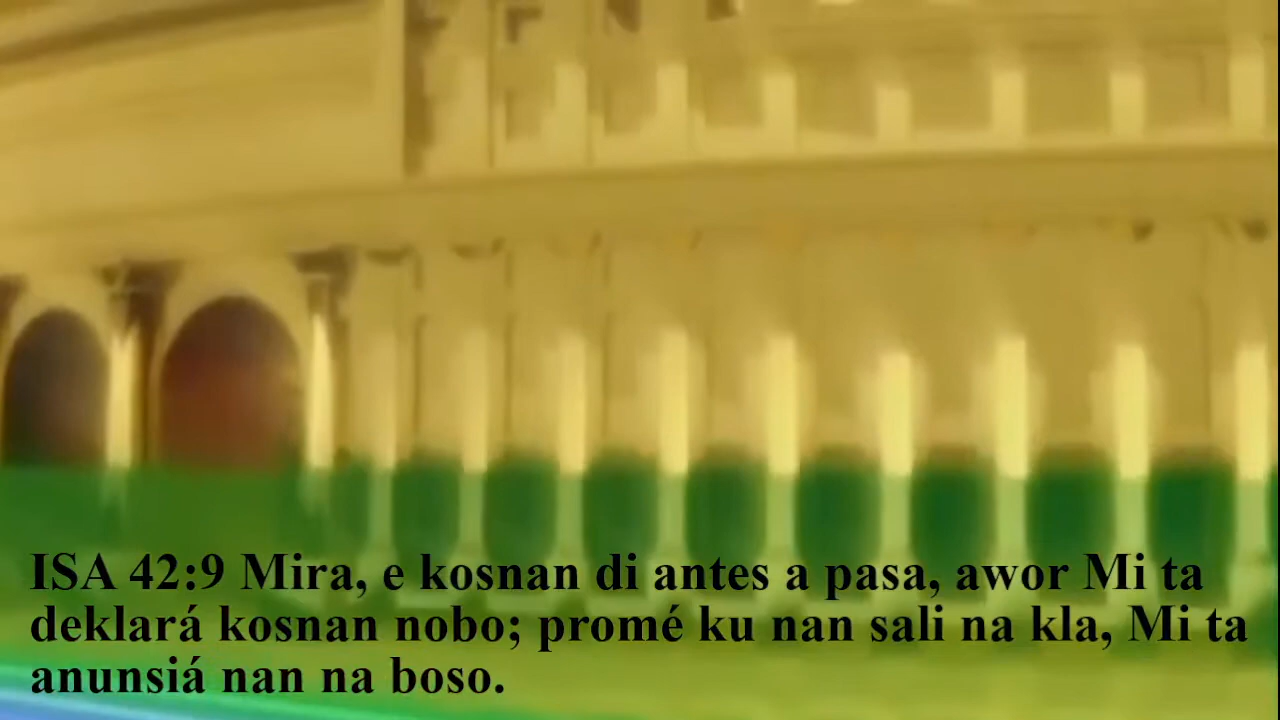 ISA 42:9 Mira, e kosnan di antes a pasa, awor Mi ta
deklará kosnan nobo; promé ku nan sali na kla, Mi ta
anunsiá nan na boso.